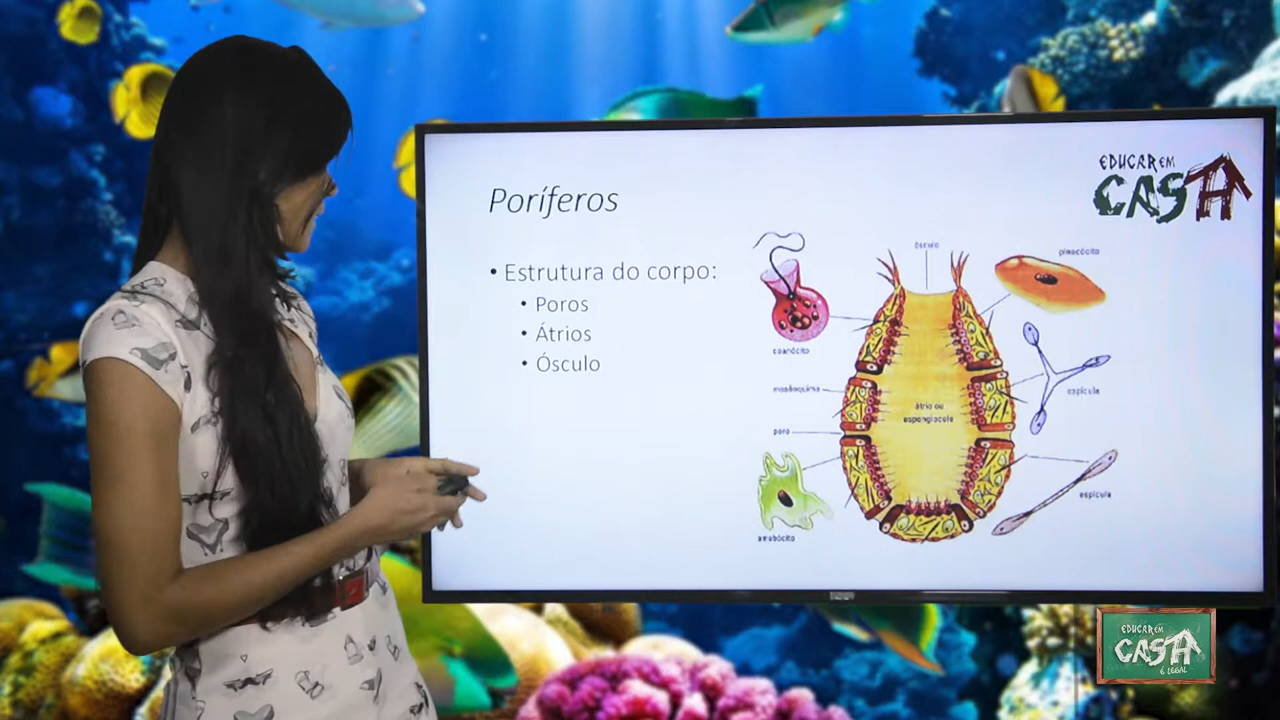 Poríferos
• Estrutura do corpo:
• Poros
• Átrios
• Ósculo
EDUCAR EM
CASA
ósculo
pinacócito
coanócito
mesênquima
espícula
átrio ou
espongiocele
poro
espícula
amebócito
EDUCAR EM
CASA
É LEGAL